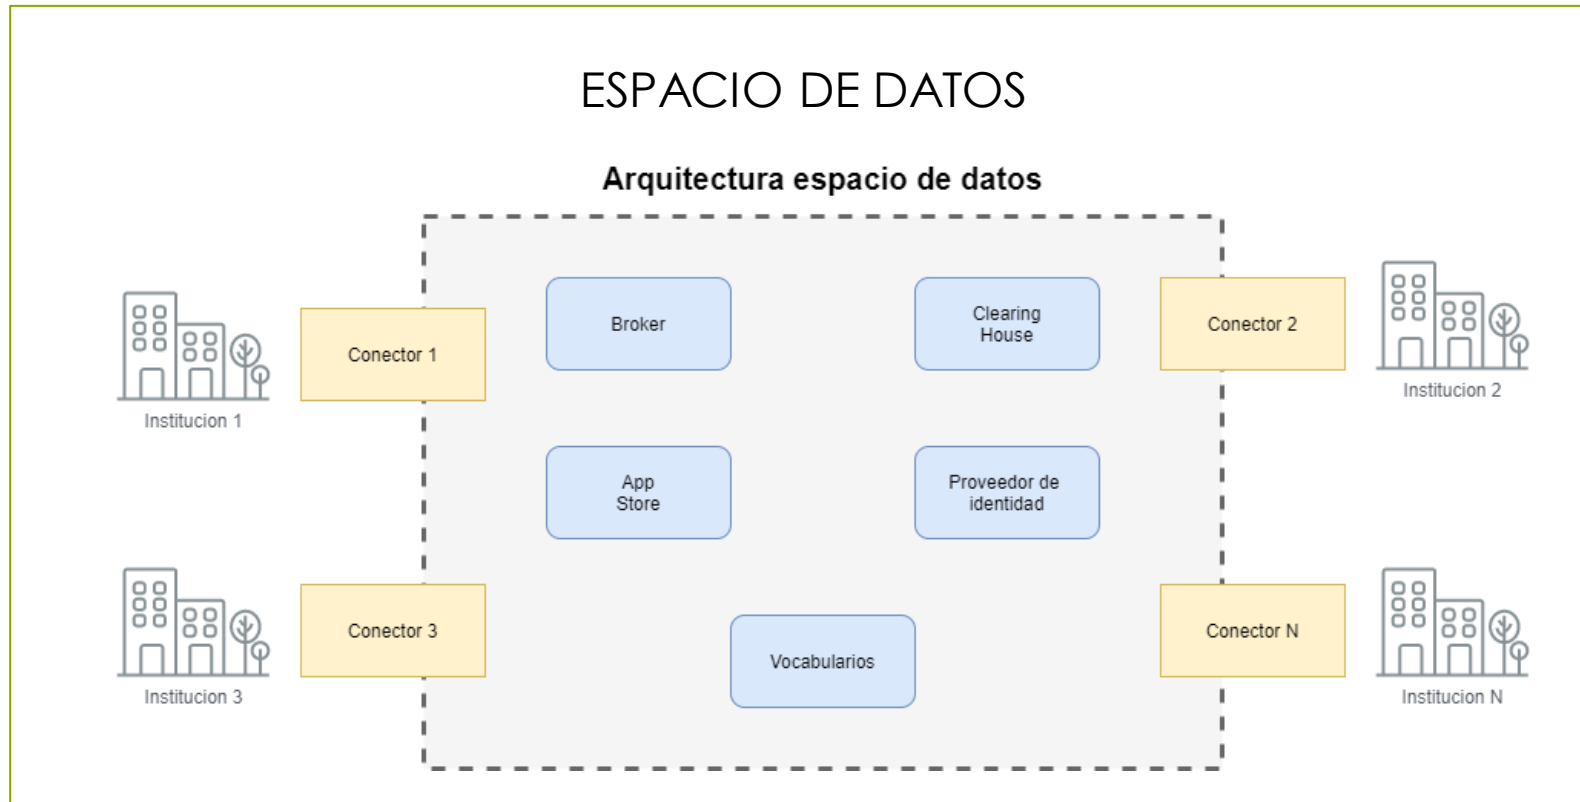 ESPACIO DE DATOS
Arquitectura espacio de datos
Broker
Clearing
House
Conector 1
Conector 2
Institucion 1
Institucion 2
App
Store
Proveedor de
identidad
Conector 3
Conector N
Vocabularios
Institucion 3
Institucion N